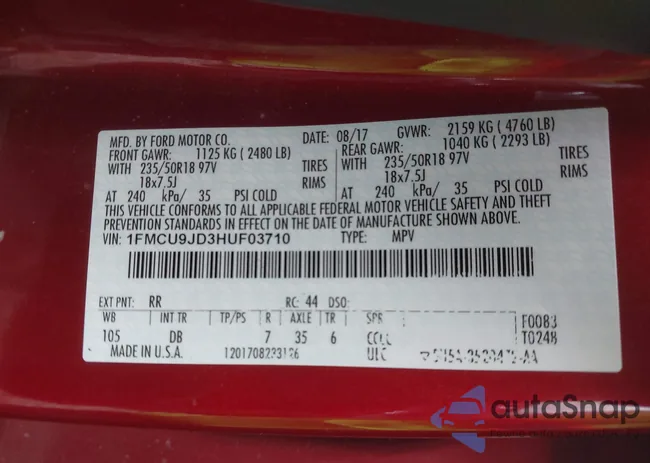 MFD. BY FORD MOTOR CO. DATE: 08/17 GVWR: 2159 KG ( 4760 LB)
FRONT GAWR: 1125 KG ( 2480 LB) REAR GAWR: 1040 KG ( 2293 LB)
WITH 235/50R18 97V TIRES WITH 235/50R18 97V TIRES
18x7.5J RIMS 18x7.5J RIMS
AT 240 kPa/ 35 PSI COLD AT 240 kPa/ 35 PSI COLD
THIS VEHICLE CONFORMS TO ALL APPLICABLE FEDERAL MOTOR VEHICLE SAFETY AND THEFT
PREVENTION STANDARDS IN EFFECT ON THE DATE OF MANUFACTURE SHOWN ABOVE.
VIN: 1FMCU9JD3HUF03710 TYPE: MPV
EXT PNT: RR RC: 44 DSO:
WB INT TR TP/PS R AXLE TR SPR F0083
105 DB 7 35 6 T0248
MADE IN U.S.A.
autoSnap